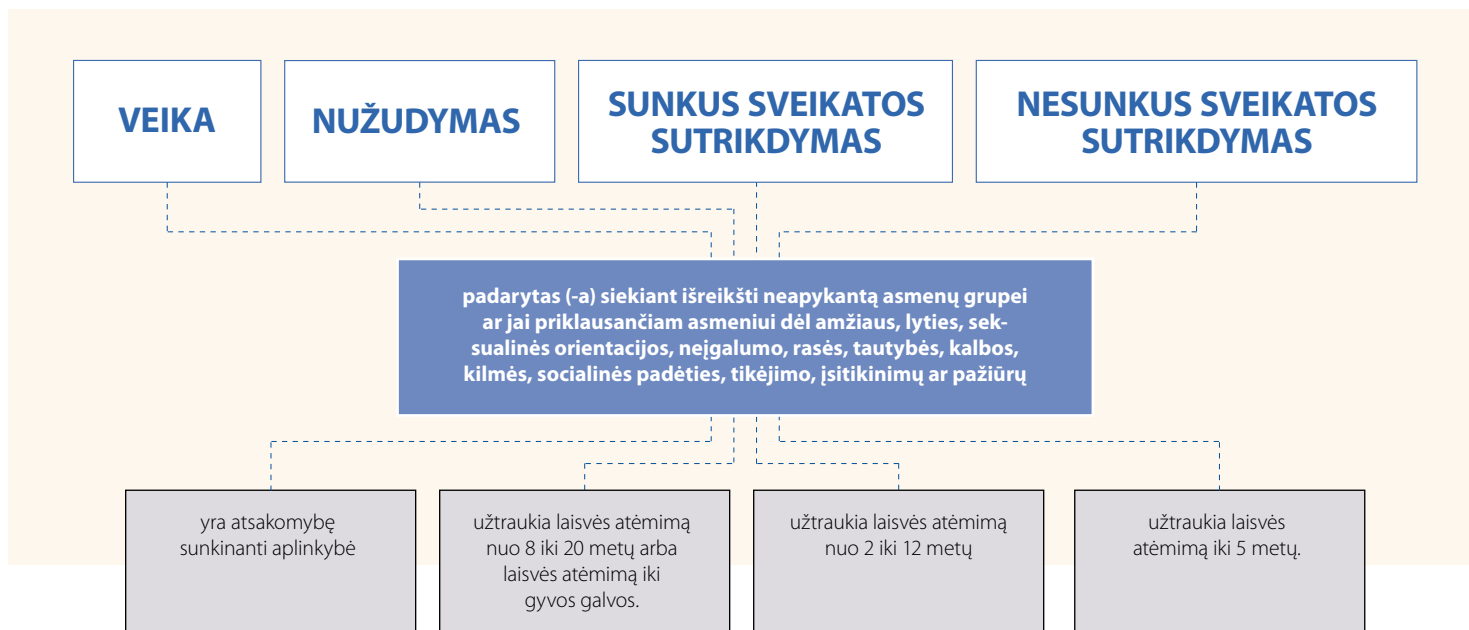 VEIKA
NUŽUDYMAS
SUNKUS SVEIKATOS
SUTRIKDYMAS
NESUNKUS SVEIKATOS
SUTRIKDYMAS
padarytas (-a) siekiant išreikšti neapykantą asmenų grupei
ar jai priklausančiam asmeniui dėl amžiaus, lyties, sek-
sualinės orientacijos, neįgalumo, rasės, tautybės, kalbos,
kilmės, socialinės padėties, tikėjimo, įsitikinimų ar pažiūrų
yra atsakomybę
sunkinanti aplinkybė
užtraukia laisvės atėmimą
nuo 8 iki 20 metų arba
laisvės atėmimą iki
gyvos galvos.
užtraukia laisvės atėmimą
nuo 2 iki 12 metų
užtraukia laisvės
atėmimą iki 5 metų.